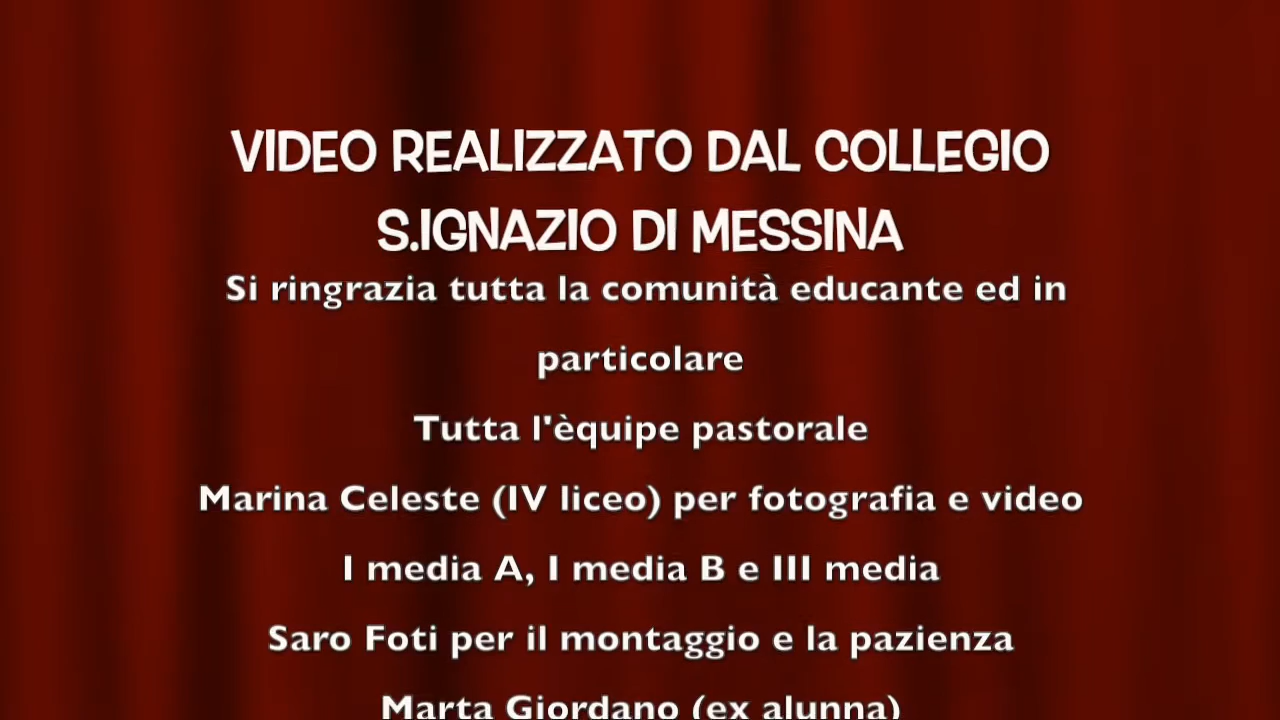 VIDEO REALIZZATO DAL COLLEGIO
S.IGNAZIO DI MESSINA
Si ringrazia tutta la comunità educante ed in
particolare
Tutta l'èquipe pastorale
Marina Celeste (IV liceo) per fotografia e video
I media A, I media B e III media
Saro Foti per il montaggio e la pazienza
Marta Giordano (ex alunna)